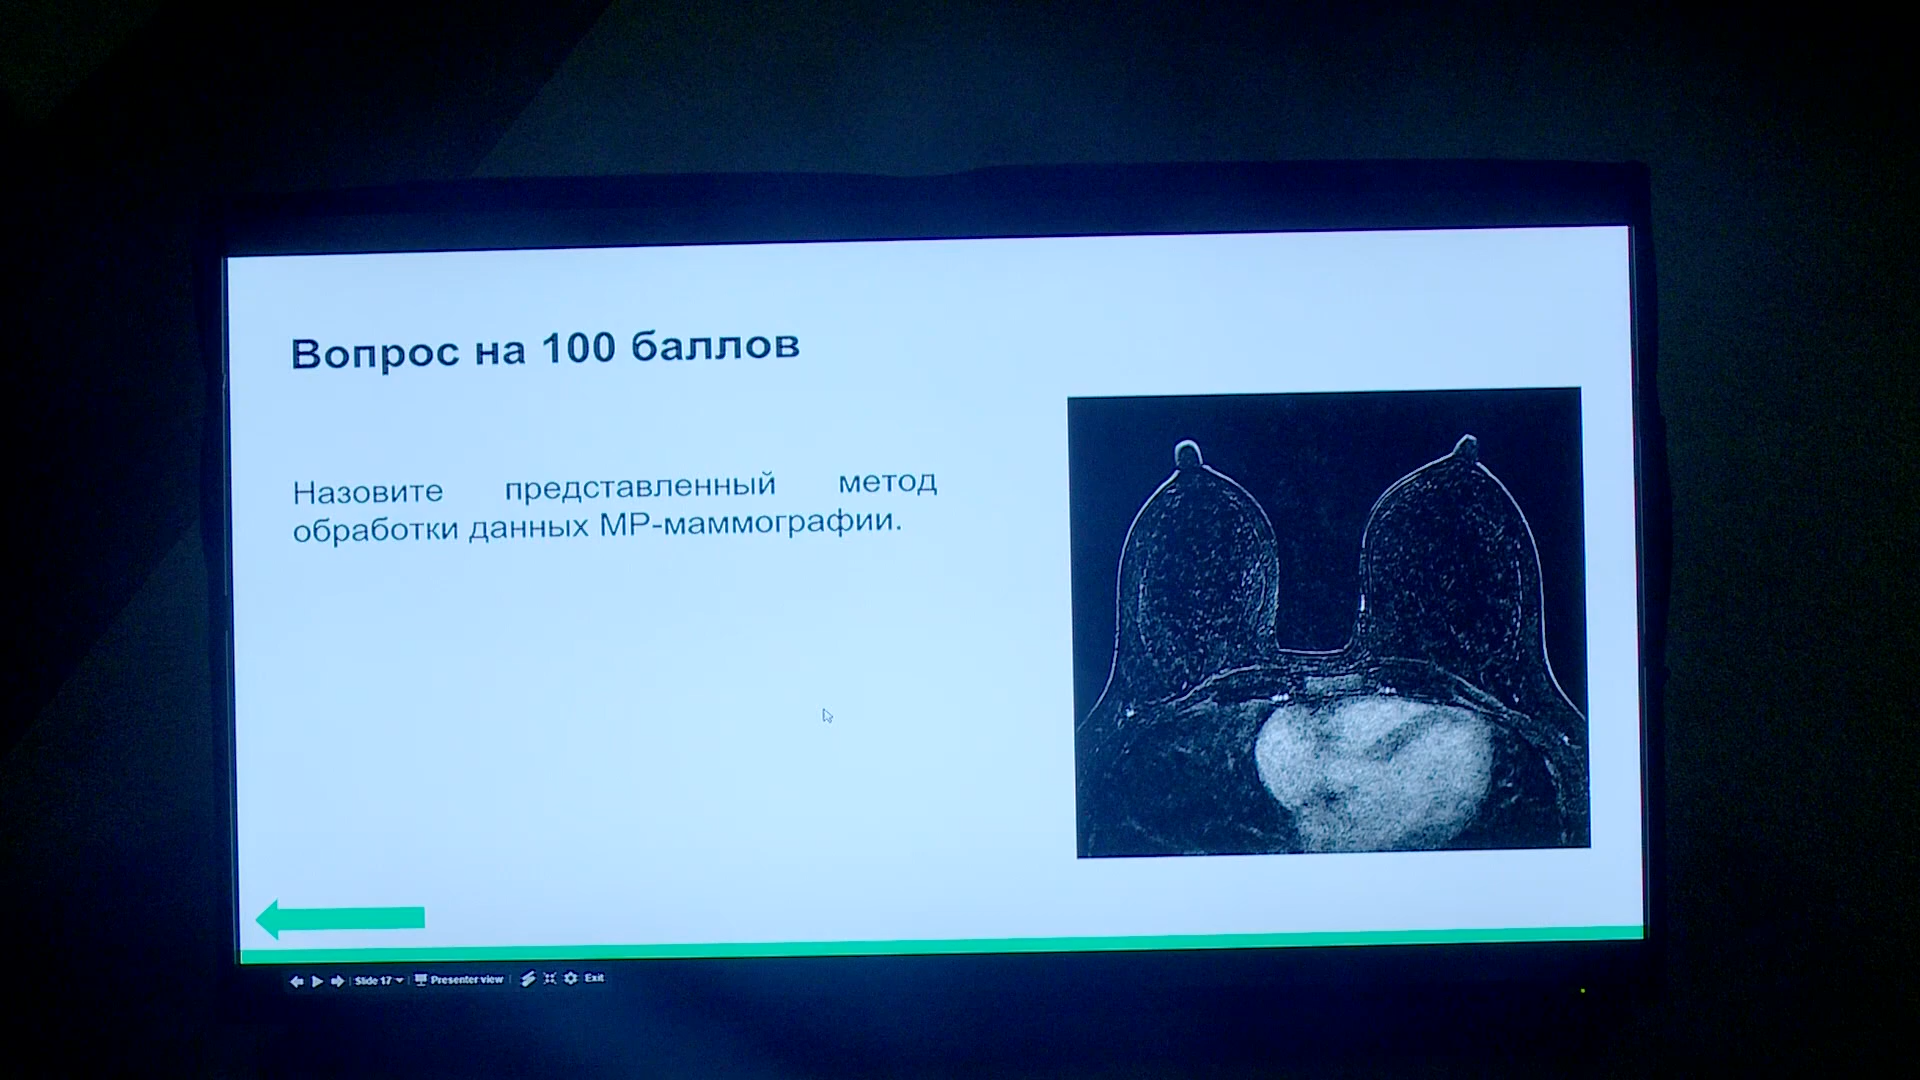 Вопрос на 100 баллов
Назовите представленный метод
обработки данных МР-маммографии.
Slide 17 Presenter view Exit